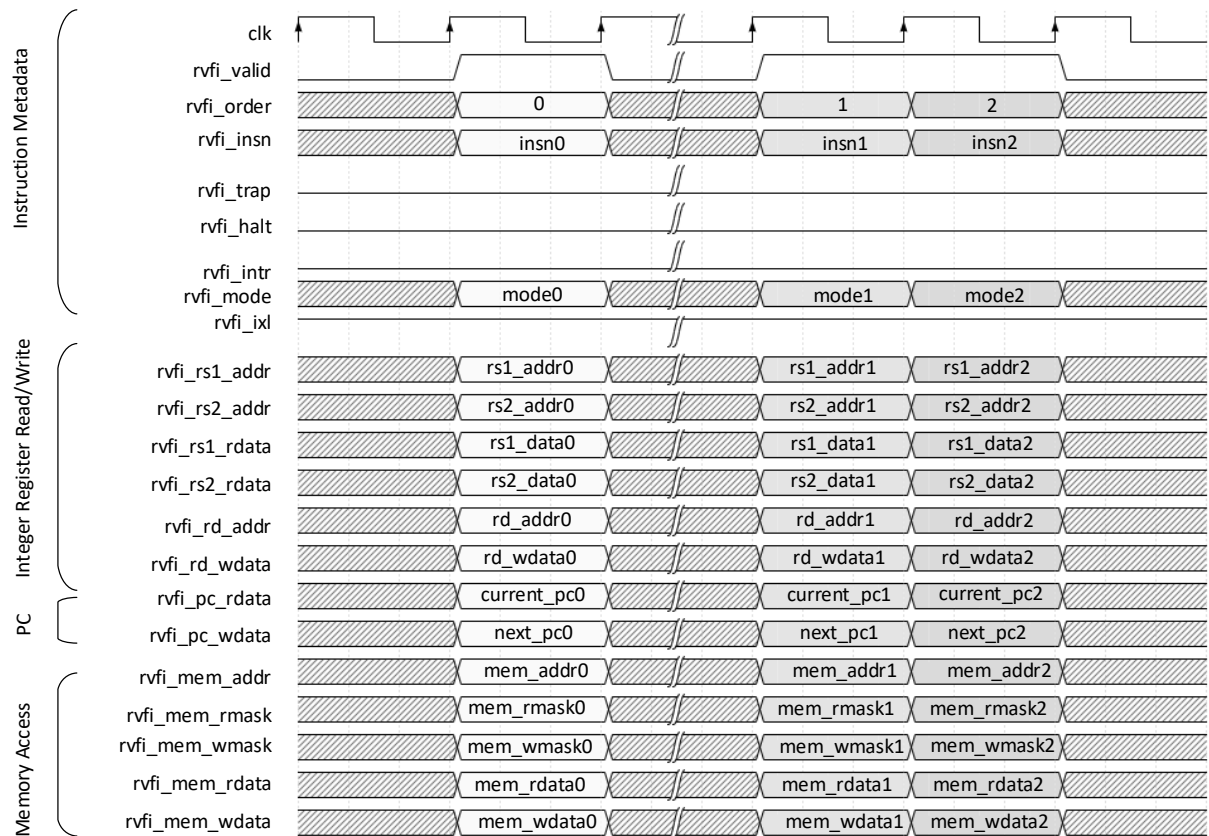 Instruction Metadata
clk
rvfi_valid
rvfi_order 0 1 2
rvfi_insn insn0 insn1 insn2
rvfi_trap
rvfi_halt
rvfi_intr
rvfi_mode mode0 mode1 mode2
rvfi_ixl
Integer Register Read/Write
rvfi_rs1_addr rs1_addr0 rs1_addr1 rs1_addr2
rvfi_rs2_addr rs2_addr0 rs2_addr1 rs2_addr2
rvfi_rs1_rdata rs1_data0 rs1_data1 rs1_data2
rvfi_rs2_rdata rs2_data0 rs2_data1 rs2_data2
rvfi_rd_addr rd_addr0 rd_addr1 rd_addr2
rvfi_rd_wdata rd_wdata0 rd_wdata1 rd_wdata2
PC
rvfi_pc_rdata current_pc0 current_pc1 current_pc2
rvfi_pc_wdata next_pc0 next_pc1 next_pc2
Memory Access
rvfi_mem_addr mem_addr0 mem_addr1 mem_addr2
rvfi_mem_rmask mem_rmask0 mem_rmask1 mem_rmask2
rvfi_mem_wmask mem_wmask0 mem_wmask1 mem_wmask2
rvfi_mem_rdata mem_rdata0 mem_rdata1 mem_rdata2
rvfi_mem_wdata mem_wdata0 mem_wdata1 mem_wdata2